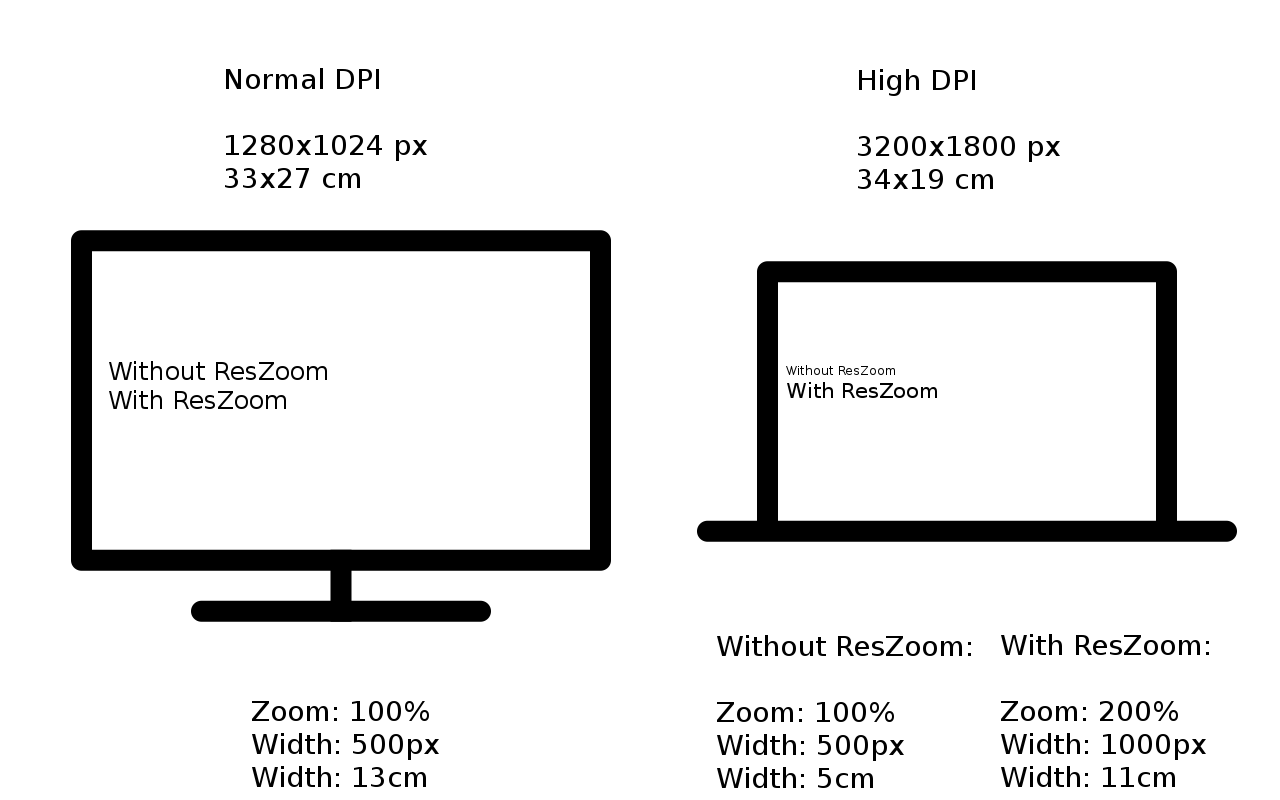 Normal DPI
1280x1024 px
33x27 cm
Without ResZoom
With ResZoom
Zoom: 100%
Width: 500px
Width: 13cm
High DPI
3200x1800 px
34x19 cm
Without ResZoom
With ResZoom
Without ResZoom:
Zoom: 100%
Width: 500px
Width: 5cm
With ResZoom:
Zoom: 200%
Width: 1000px
Width: 11cm